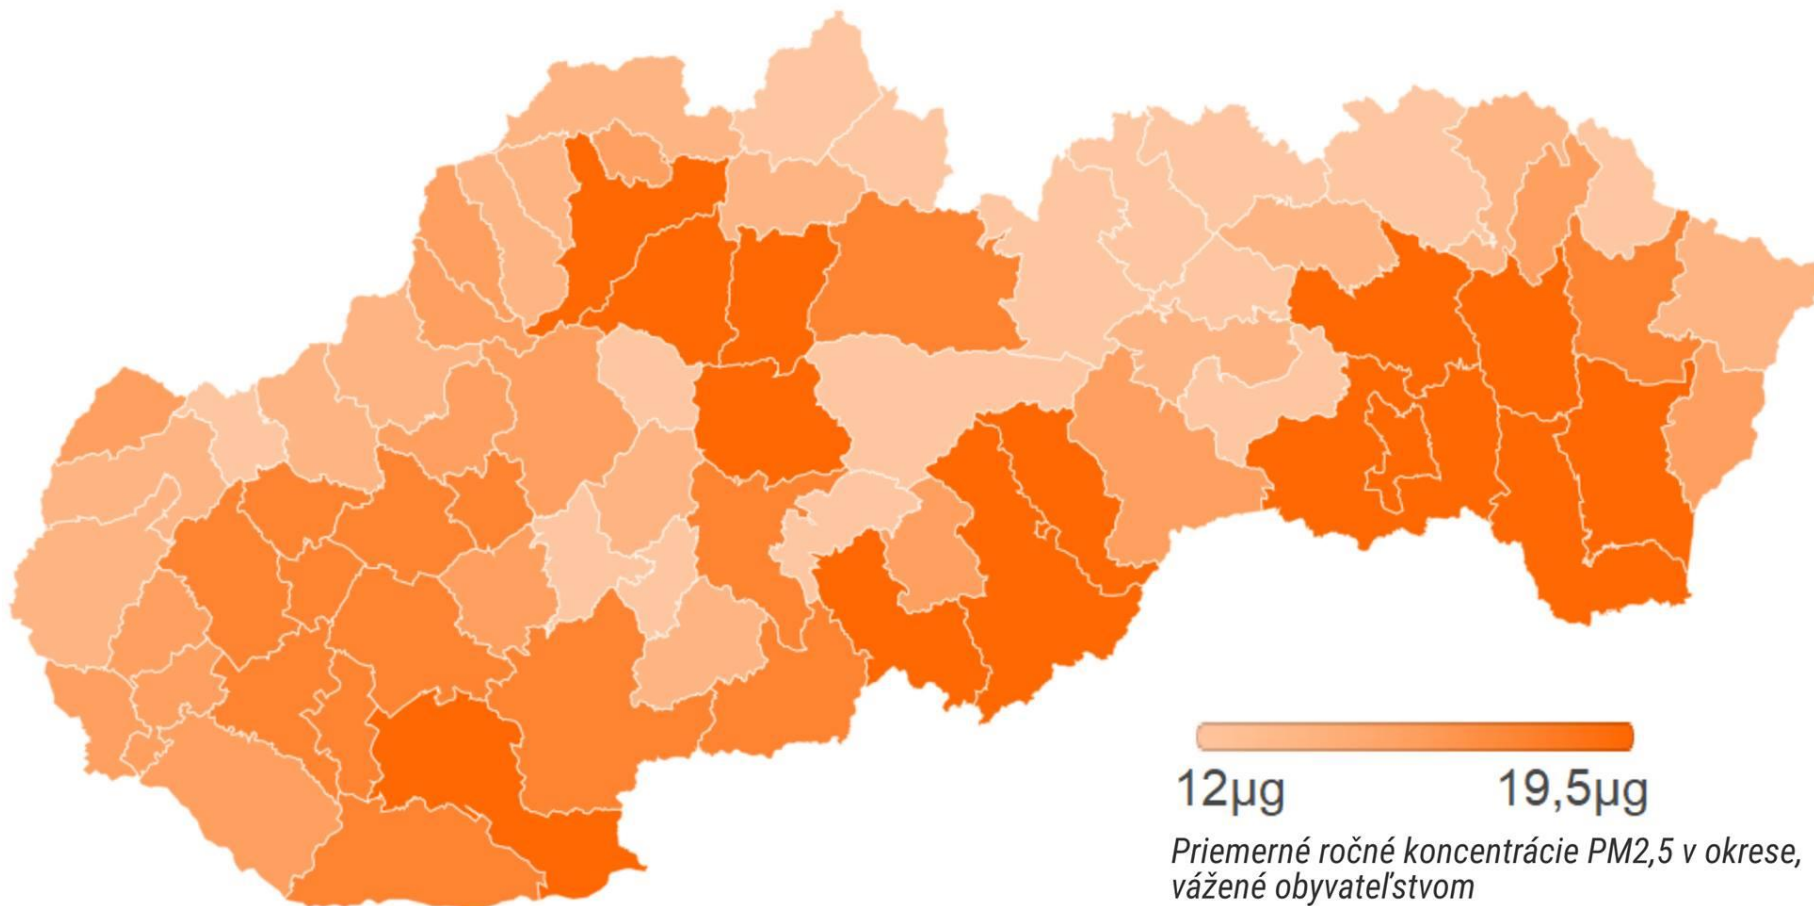 12µg 19,5µg
Priemerné ročné koncentrácie PM2,5 v okrese,
vážené obyvateľstvom